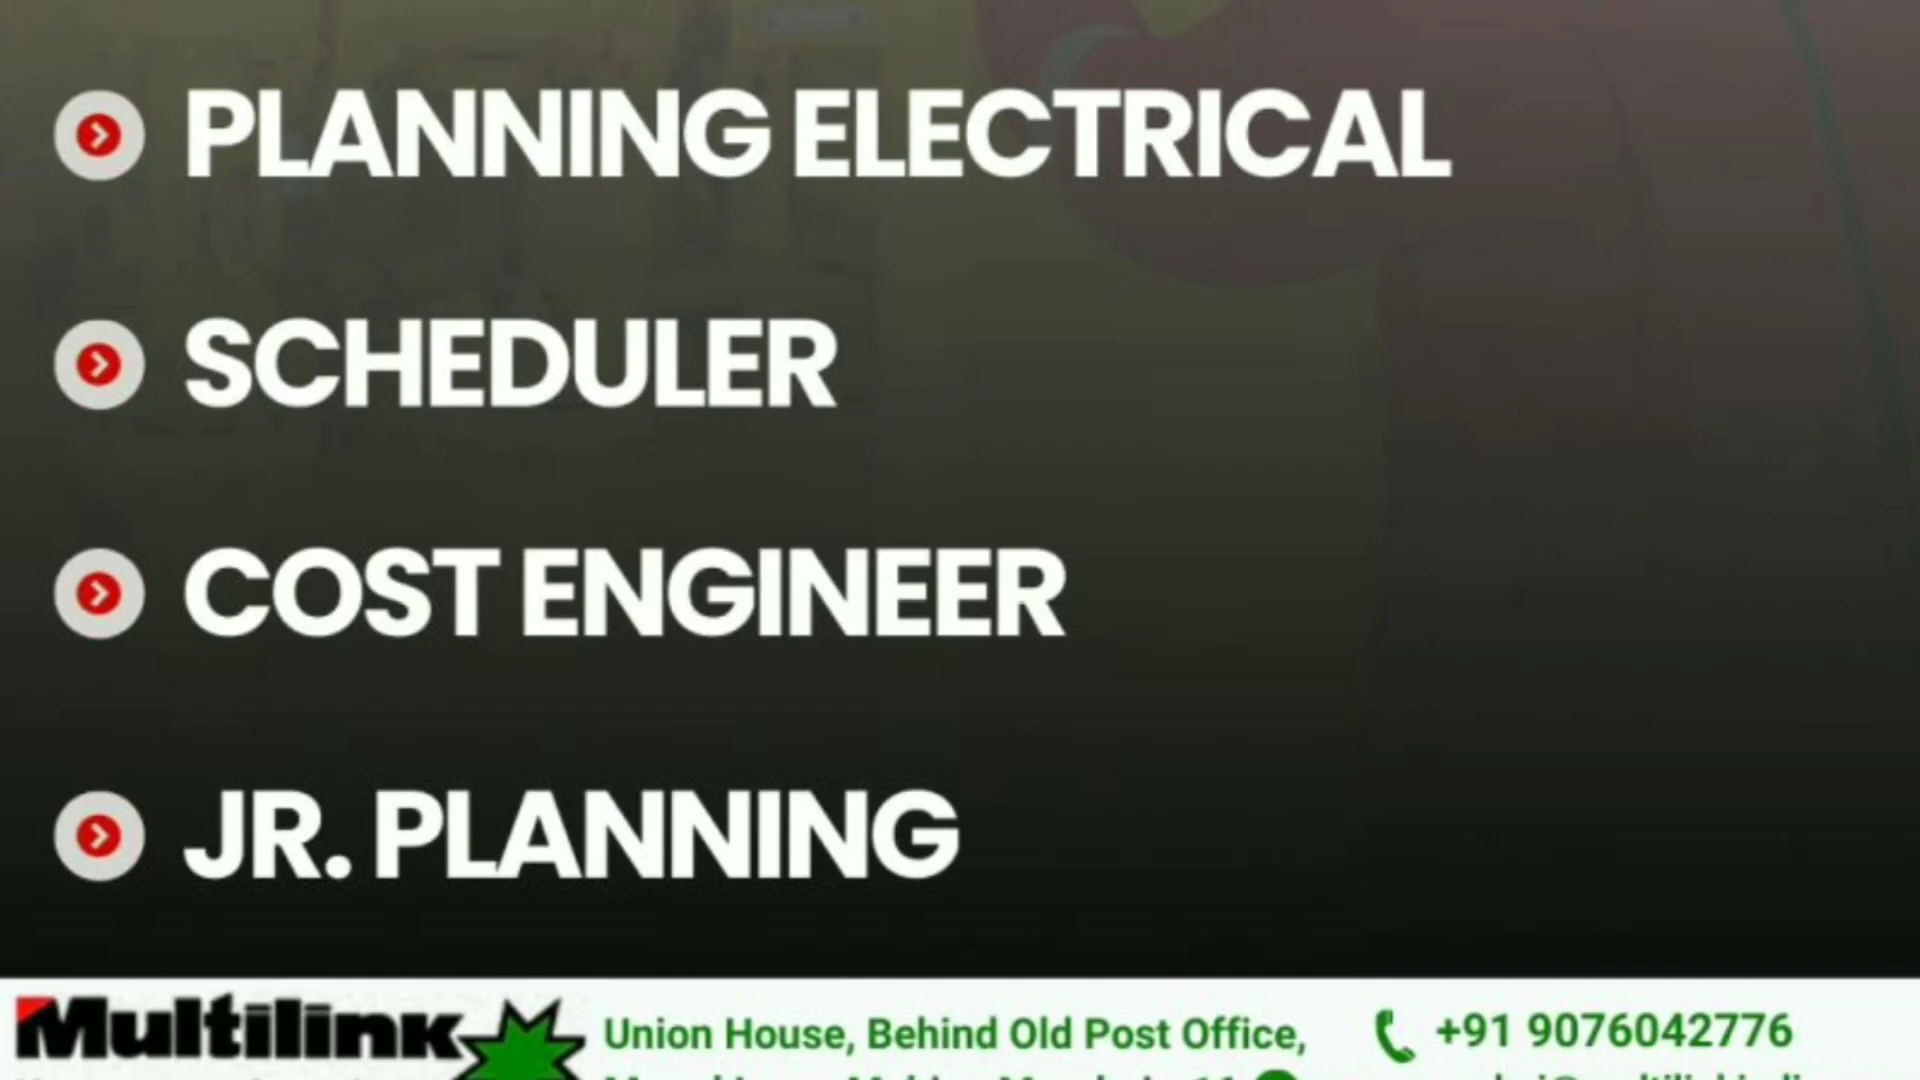 PLANNING ELECTRICAL
SCHEDULER
COST ENGINEER
JR. PLANNING
Multilink
Union House, Behind Old Post Office,
+91 9076042776